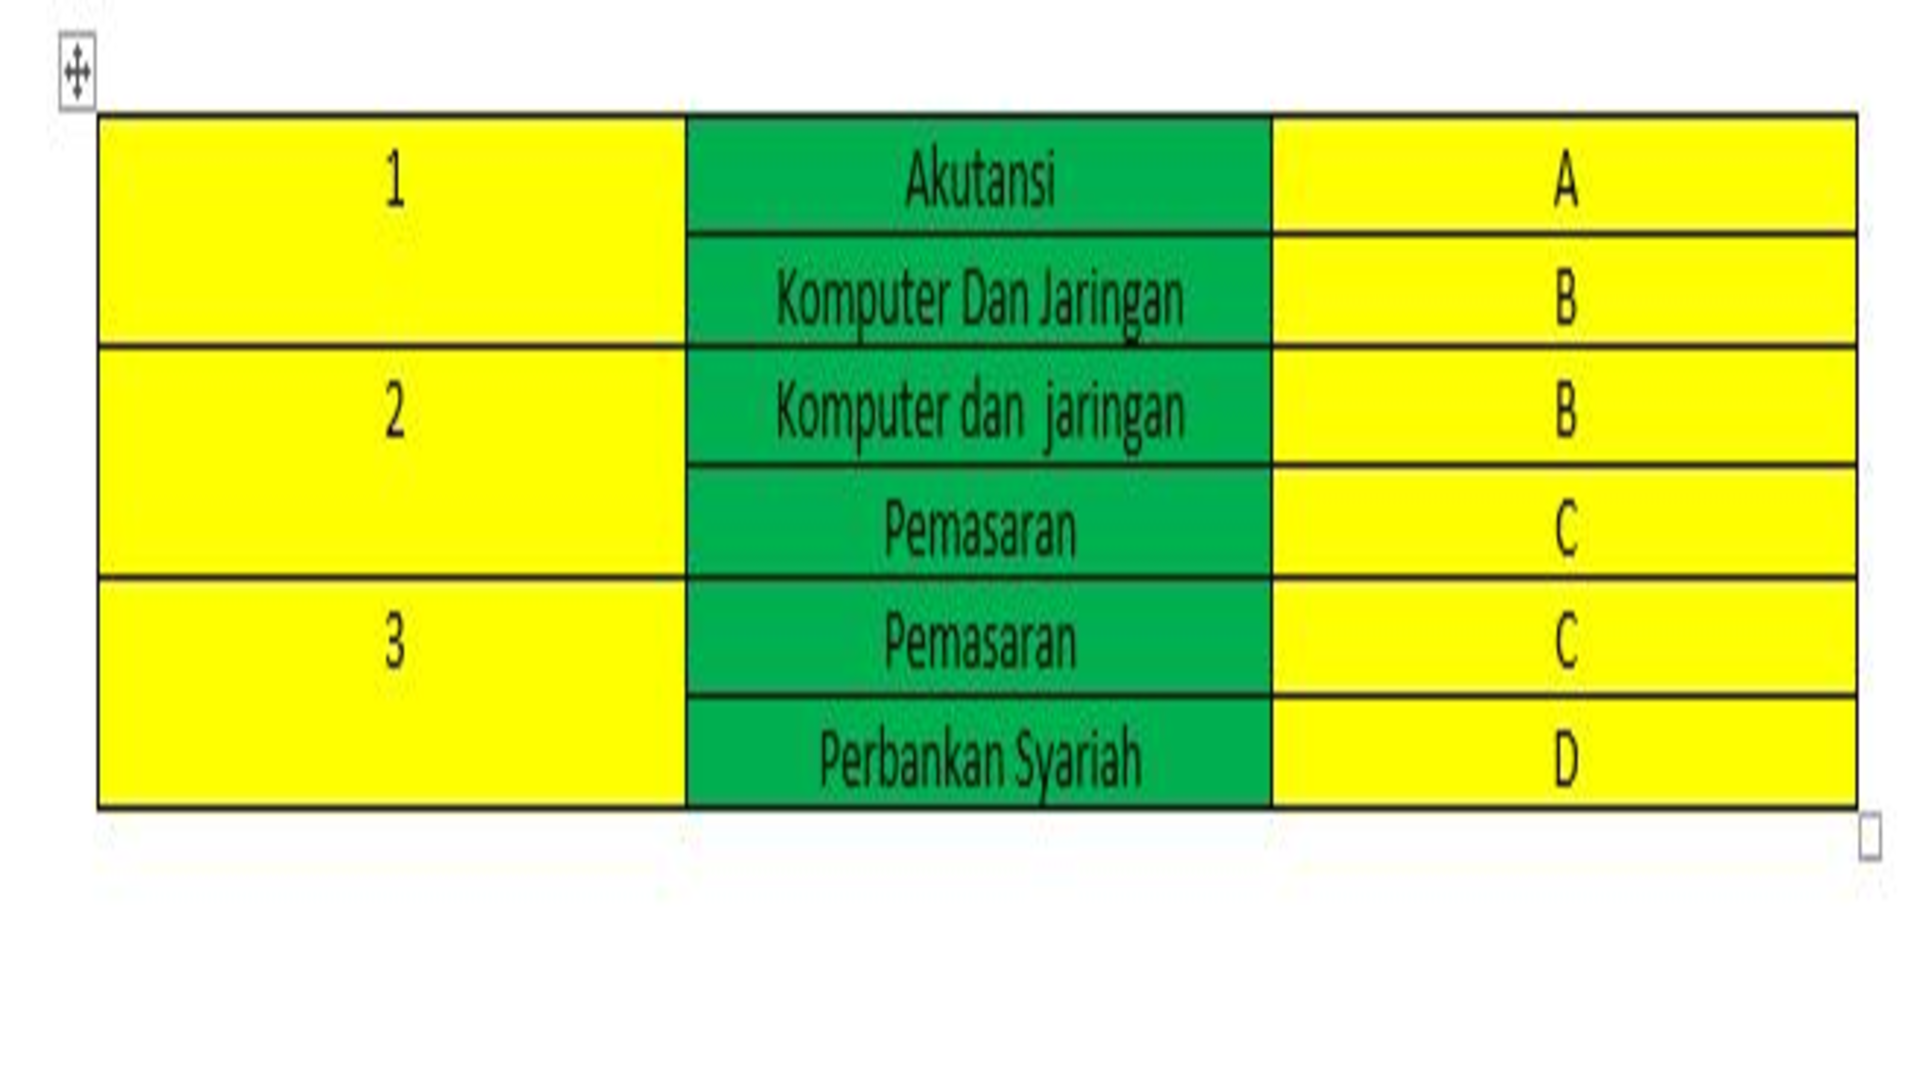 1 Akutansi A
Komputer Dan Jaringan B
2 Komputer dan  jaringan B
Pemasaran C
3 Pemasaran C
Perbankan Syariah D